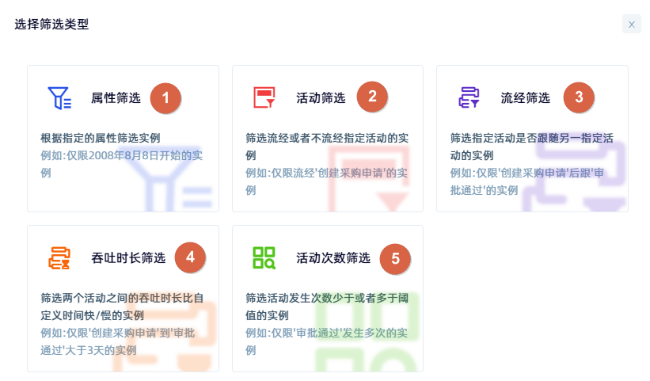 选择筛选类型
x
属性筛选 1
根据指定的属性筛选实例
例如:仅限2008年8月8日开始的实
例
活动筛选 2
筛选流经或者不流经指定活动的实
例
例如:仅限流经'创建采购申请'的实
例
流经筛选 3
筛选指定活动是否跟随另一指定活
动的实例
例如:仅限'创建采购申请'后跟'审
批通过'的实例
吞吐时长筛选 4
筛选两个活动之间的吞吐时长比自
定义时间快/慢的实例
例如:仅限'创建采购申请'到'审批
通过'大于3天的实例
活动次数筛选 5
筛选活动发生次数少于或者多于阈
值的实例
例如:仅限'审批通过'发生多次的实
例